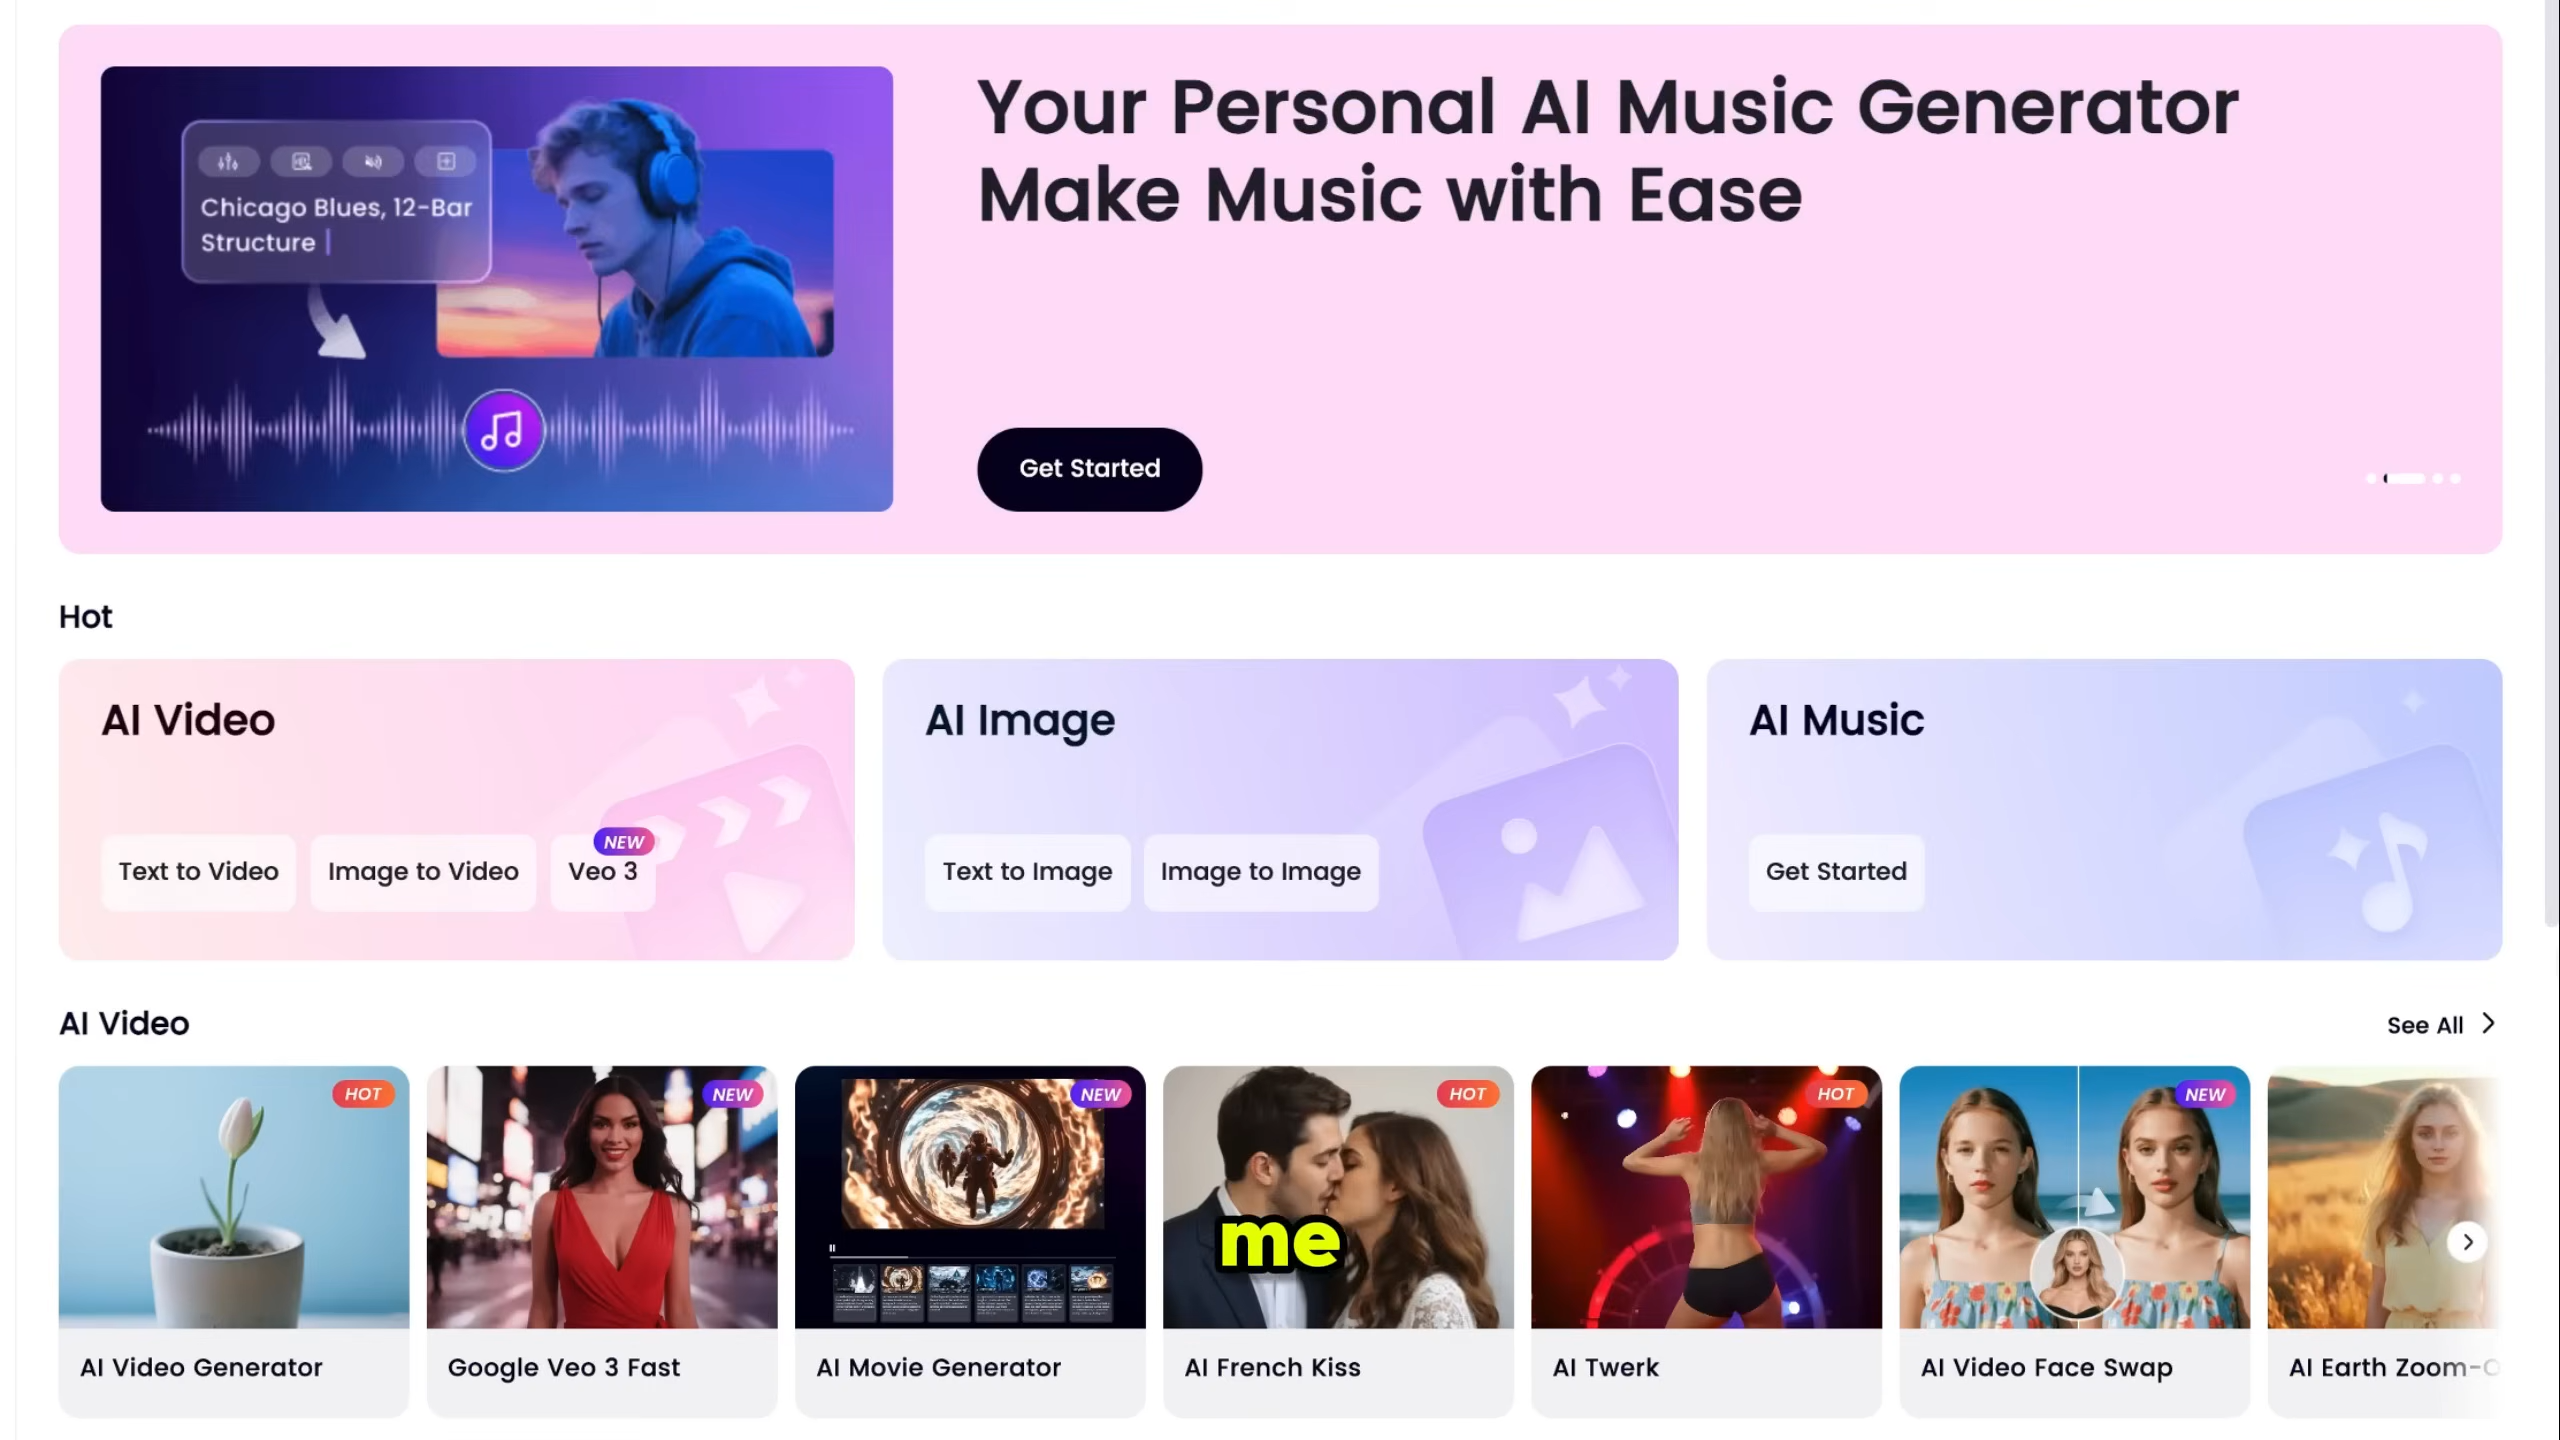 Chicago Blues, 12-Bar
Structure
Your Personal AI Music Generator
Make Music with Ease
Get Started
Hot
AI Video
NEW
Text to Video
Image to Video
Veo 3
AI Image
Text to Image
Image to Image
AI Music
Get Started
AI Video
See All
HOT
NEW
NEW
HOT
HOT
NEW
me
AI Video Generator
Google Veo 3 Fast
AI Movie Generator
AI French Kiss
AI Twerk
AI Video Face Swap
AI Earth Zoom-O